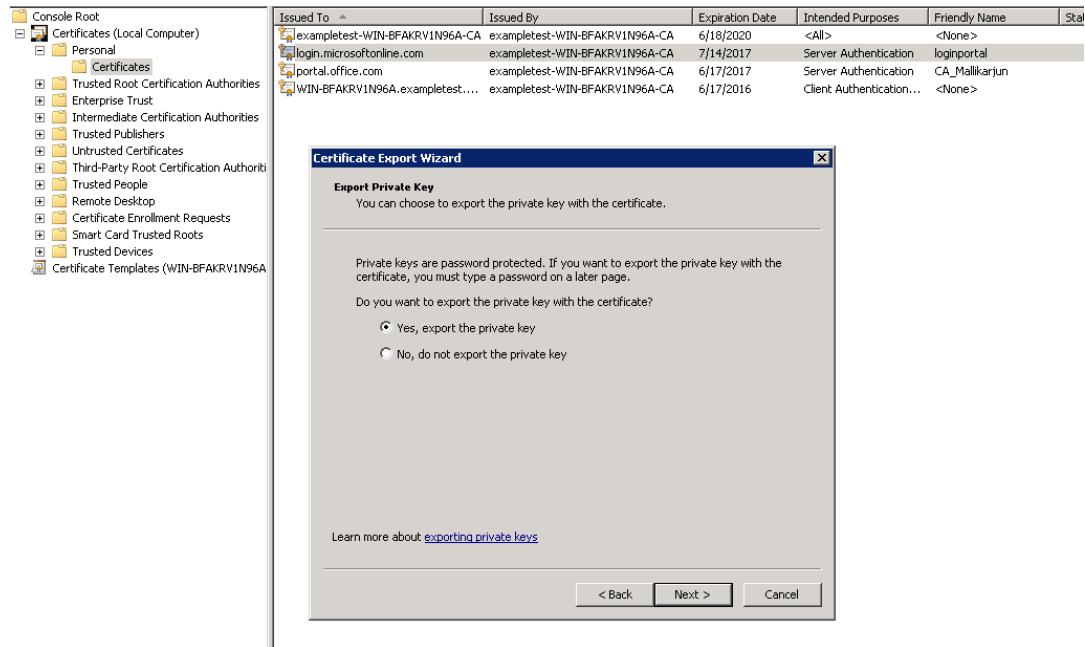 Console Root
Certificates (Local Computer)
Personal
Certificates
Trusted Root Certification Authorities
Enterprise Trust
Intermediate Certification Authorities
Trusted Publishers
Untrusted Certificates
Third-Party Root Certification Authoriti
Trusted People
Remote Desktop
Certificate Enrollment Requests
Smart Card Trusted Roots
Trusted Devices
Certificate Templates (WIN-BFAKRV1N96A
Issued To Issued By Expiration Date Intended Purposes Friendly Name Stat
exampletest-WIN-BFAKRV1N96A-CA exampletest-WIN-BFAKRV1N96A-CA 6/18/2020 <All> <None>
login.microsoftonline.com exampletest-WIN-BFAKRV1N96A-CA 7/14/2017 Server Authentication loginportal
portal.office.com exampletest-WIN-BFAKRV1N96A-CA 6/17/2017 Server Authentication CA_Mallikarjun
WIN-BFAKRV1N96A.exampletest.... exampletest-WIN-BFAKRV1N96A-CA 6/17/2016 Client Authentication... <None>
Certificate Export Wizard
Export Private Key
You can choose to export the private key with the certificate.
Private keys are password protected. If you want to export the private key with the
certificate, you must type a password on a later page.
Do you want to export the private key with the certificate?
Yes, export the private key
No, do not export the private key
Learn more about exporting private keys
< Back Next > Cancel